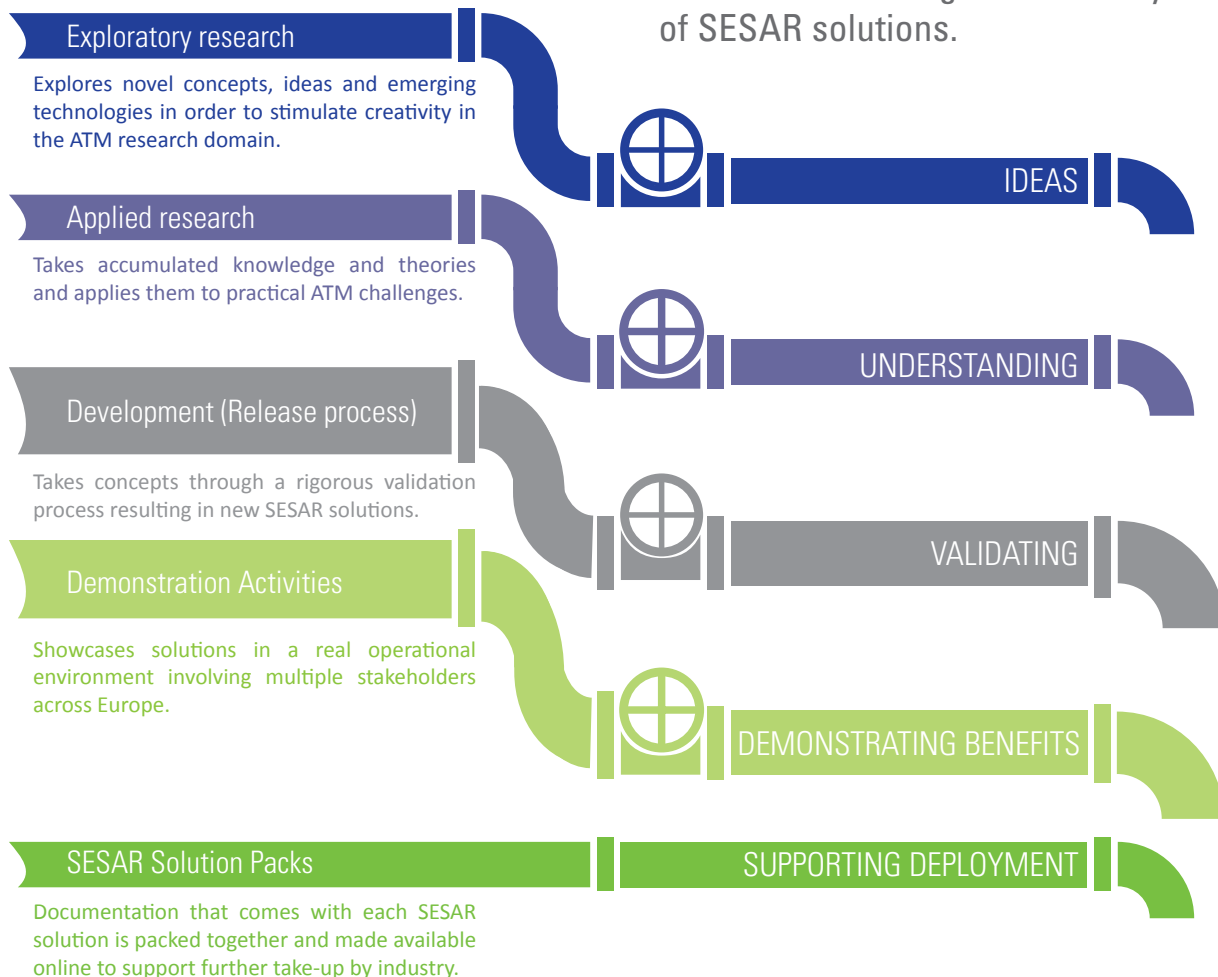 of SESAR solutions.
Exploratory research
Explores novel concepts, ideas and emerging
technologies in order to stimulate creativity in
the ATM research domain.
IDEAS
Applied research
Takes accumulated knowledge and theories
and applies them to practical ATM challenges.
UNDERSTANDING
Development (Release process)
Takes concepts through a rigorous validation
process resulting in new SESAR solutions.
VALIDATING
Demonstration Activities
Showcases solutions in a real operational
environment involving multiple stakeholders
across Europe.
DEMONSTRATING BENEFITS
SESAR Solution Packs
SUPPORTING DEPLOYMENT
Documentation that comes with each SESAR
solution is packed together and made available
online to support further take-up by industry.